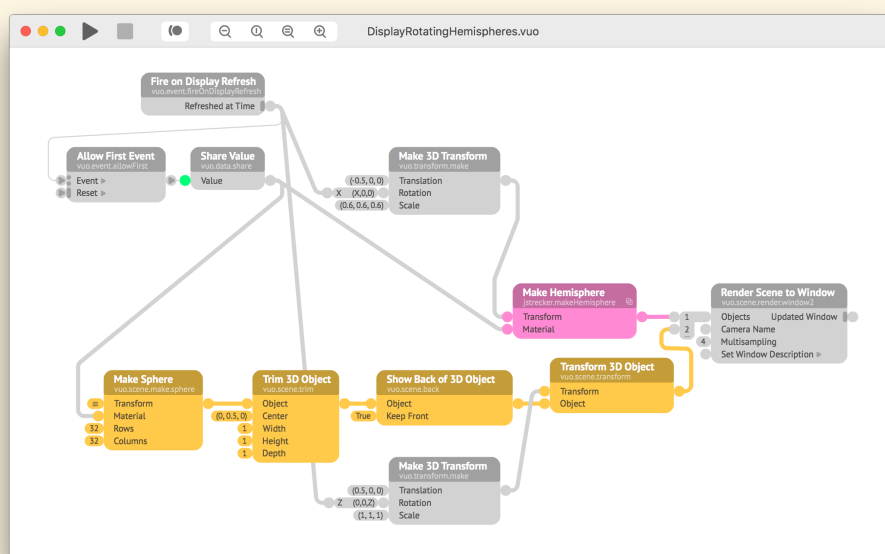 DisplayRotatingHemispheres.vuo
Fire on Display Refresh
vuo.event.fireOnDisplayRefresh
Refreshed at Time
Allow First Event
vuo.event.allowFirst
Event
Reset
Share Value
vuo.data.share
Value
Make 3D Transform
vuo.transform.make
(-0.5, 0, 0) Translation
X (X,0,0) Rotation
(0.6, 0.6, 0.6) Scale
Make Hemisphere
jstrecker.makeHemisphere
Transform
Material
Render Scene to Window
vuo.scene.render.window2
1 Objects Updated Window
2 Camera Name
4 Multisampling
Set Window Description
Make Sphere
vuo.scene.make.sphere
= Transform
Material
32 Rows
32 Columns
Trim 3D Object
vuo.scene.trim
Object
(0, 0.5, 0) Center
1 Width
1 Height
1 Depth
Show Back of 3D Object
vuo.scene.back
Object
True Keep Front
Transform 3D Object
vuo.scene.transform
Transform
Object
Make 3D Transform
vuo.transform.make
(0.5, 0, 0) Translation
Z (0,0,Z) Rotation
(1, 1, 1) Scale